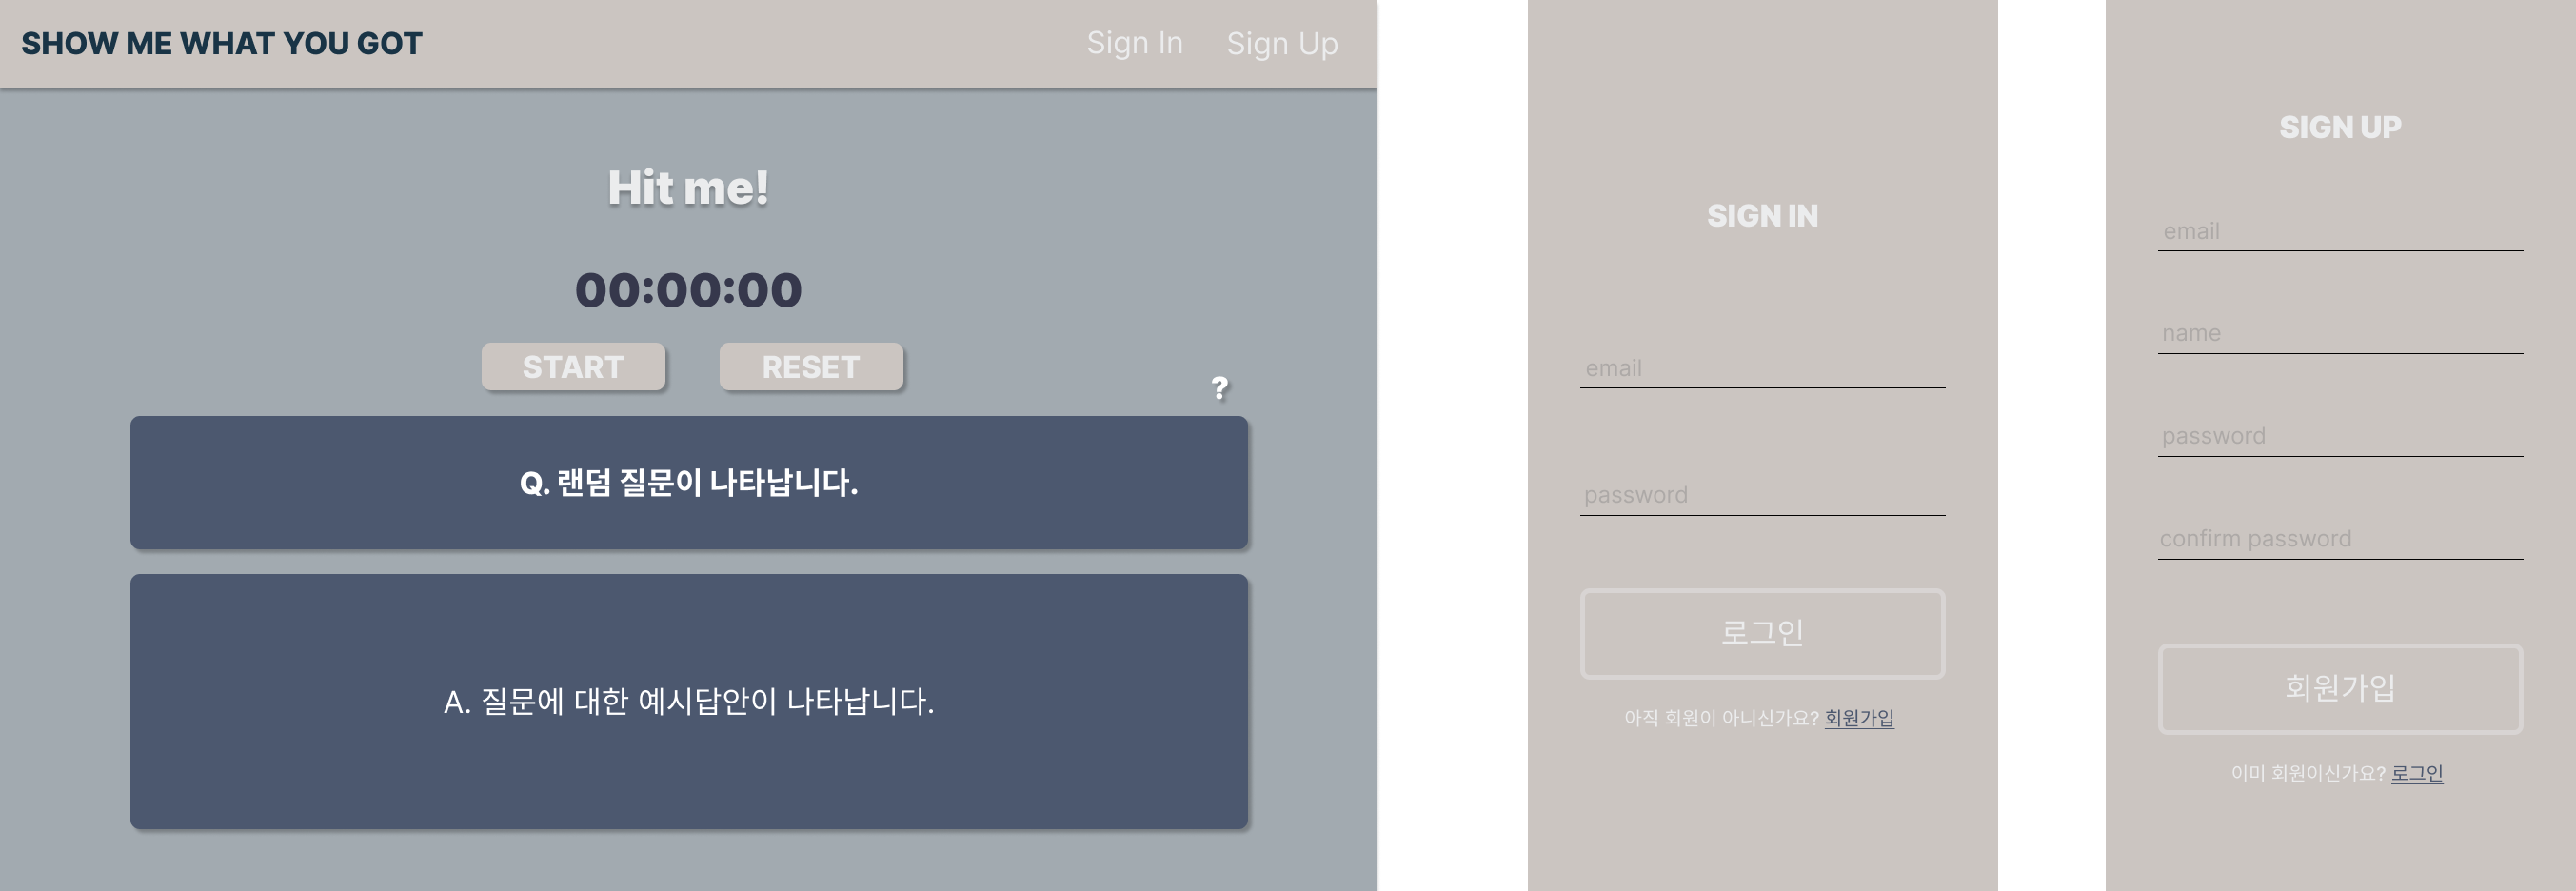 SHOW ME WHAT YOU GOT
Sign In
Sign Up
Hit me!
00:00:00
START
RESET
?
Q. 랜덤 질문이 나타납니다.
A. 질문에 대한 예시답안이 나타납니다.
SIGN IN
email
password
로그인
아직 회원이 아니신가요? 회원가입
SIGN UP
email
name
password
confirm password
회원가입
이미 회원이신가요? 로그인